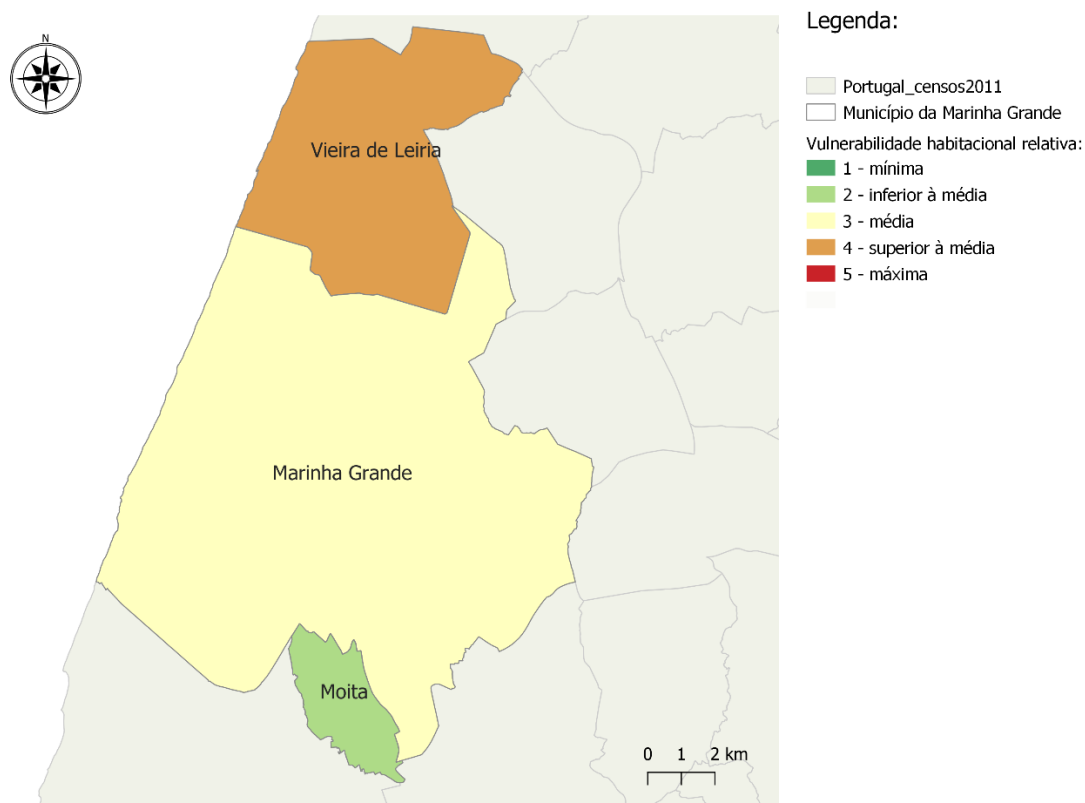 N
Vieira de Leiria
Marinha Grande
Moita
0 1 2 km
Legenda:
Portugal_censos2011
Município da Marinha Grande
Vulnerabilidade habitacional relativa:
1 - mínima
2 - inferior à média
3 - média
4 - superior à média
5 - máxima